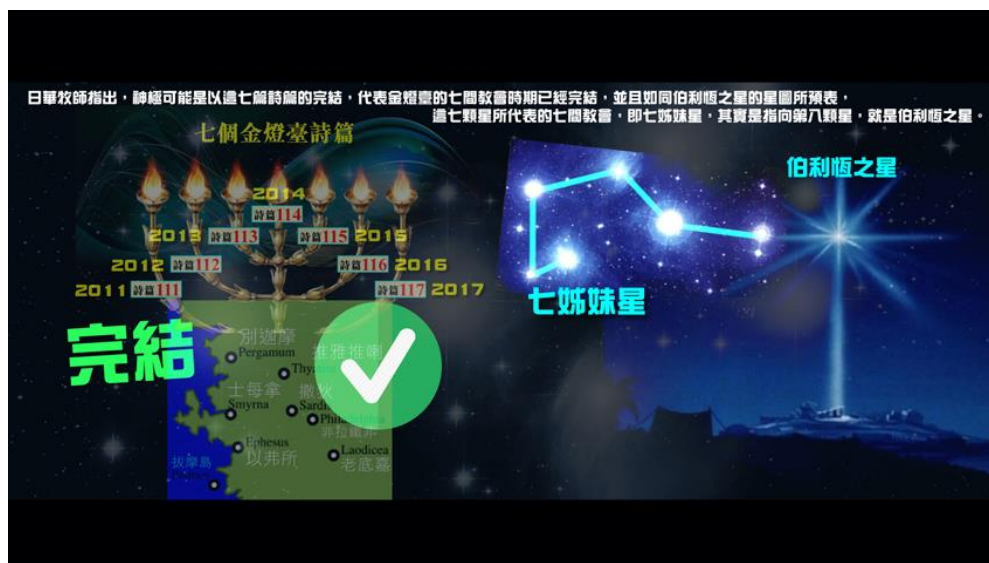 日華牧師指出，神極可能是以這七篇詩篇的完結，代表金燈臺的七間教會時期已經完結，並且如同伯利恆之星的星圖所預表，
這七顆星所代表的七間教會，即七姊妹星，其實是指向第八顆星，就是伯利恆之星。
七個金燈臺詩篇
2014
詩篇114
2013 詩篇113 詩篇115 2015
2012 詩篇112 詩篇116 2016
2011 詩篇111 詩篇117 2017
完結
別迦摩
Pergamum
推雅推喇
士每拿
Smyrna
撒狄
非拉鐵非
Ephesus
以弗所
Laodicea
老底嘉
拔摩島
七姊妹星
伯利恆之星